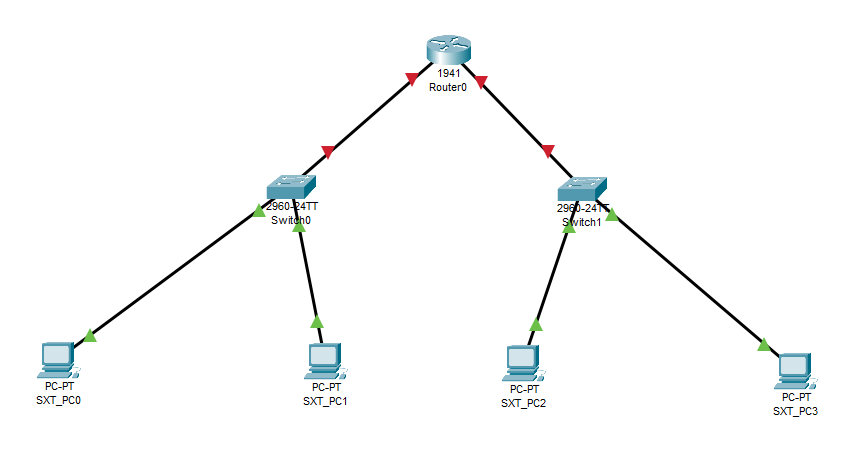 1941
Router0
2960-24TT
Switch0
2960-24TT
Switch1
PC-PT
SXT_PC0
PC-PT
SXT_PC1
PC-PT
SXT_PC2
PC-PT
SXT_PC3